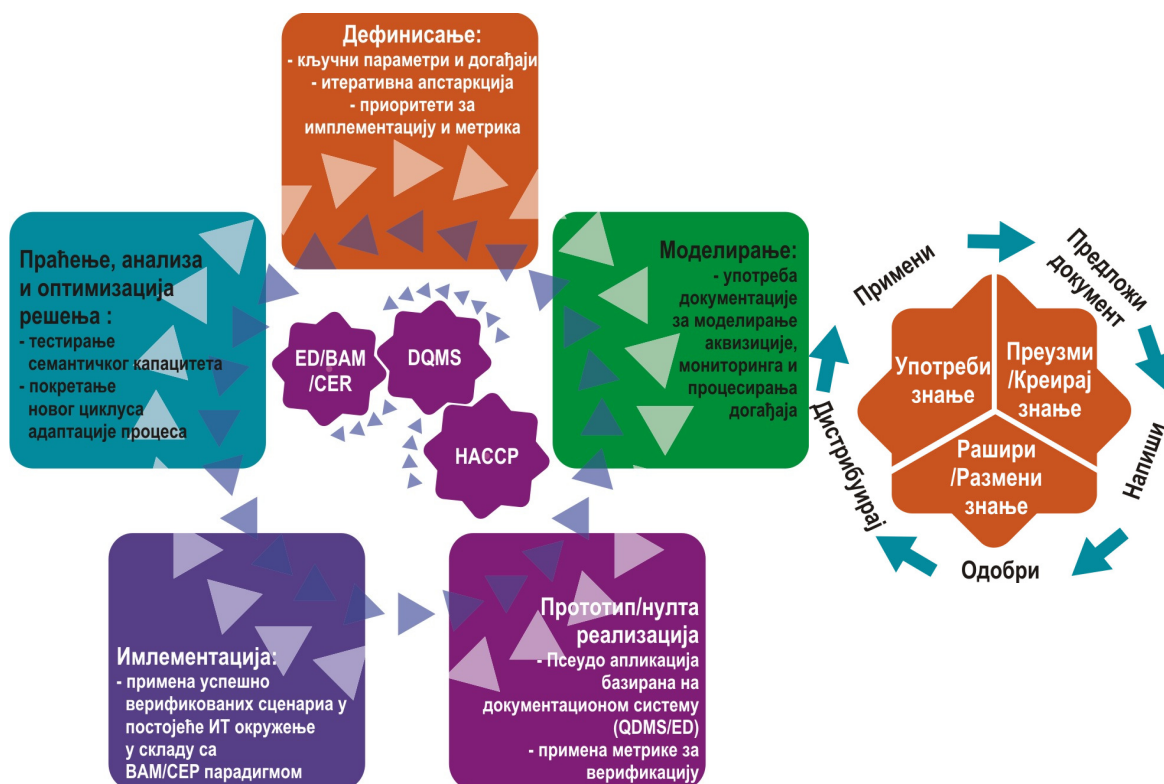 Дефинисање:
- кључни параметри и догађаји
- итеративна апстаркција
- приоритети за
имплементацију и метрика
Праћење, анализа
и оптимизација
решења :
- тестирање
семантичког капацитета
- покретање
новог циклуса
адаптације процеса
ED/BAM
/CER
DQMS
HACCP
Моделирање:
- употреба
документације
за моделирање
аквизиције,
мониторинга и
процесирања
догађаја
Имлементација:
- примена успешно
верификованих сценариа у
постојеће ИТ окружење
у складу са
BAM/CEP парадигмом
Прототип/нулта
реализација
- Псеудо апликација
базирана на
документационом систему
(QDMS/ED)
- примена метрике за
верификацију
Примени
Предложи
документ
Напиши
Одобри
Дистрибуирај
Употреби
знање
Преузми
/Креирај
знање
Рашири
/Размени
знање